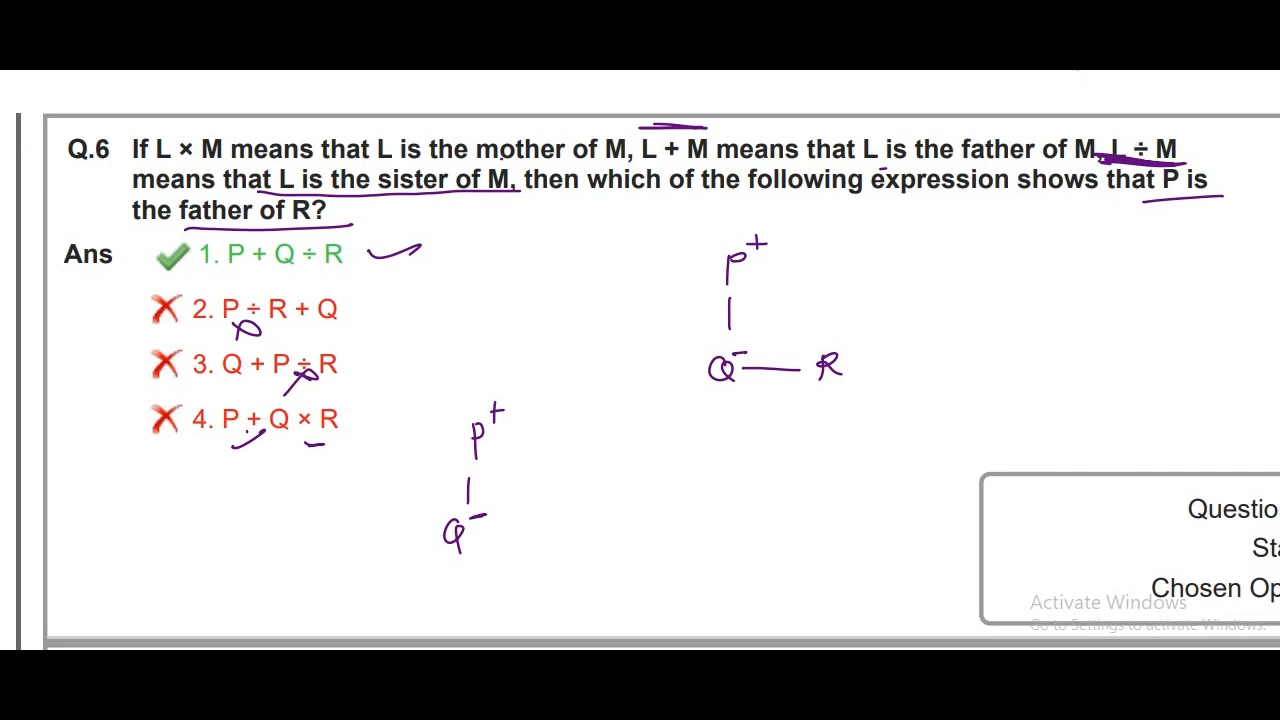 Q.6 If L × M means that L is the mother of M, L + M means that L is the father of M, L ÷ M
means that L is the sister of M, then which of the following expression shows that P is
the father of R?
Ans 1. P + Q ÷ R
2. P ÷ R + Q
3. Q + P ÷ R
4. P + Q × R
P +
Q - R
P +
Q -
Questio
Sta
Chosen Op
Activate Windows
Go to Settings to activate Windows.